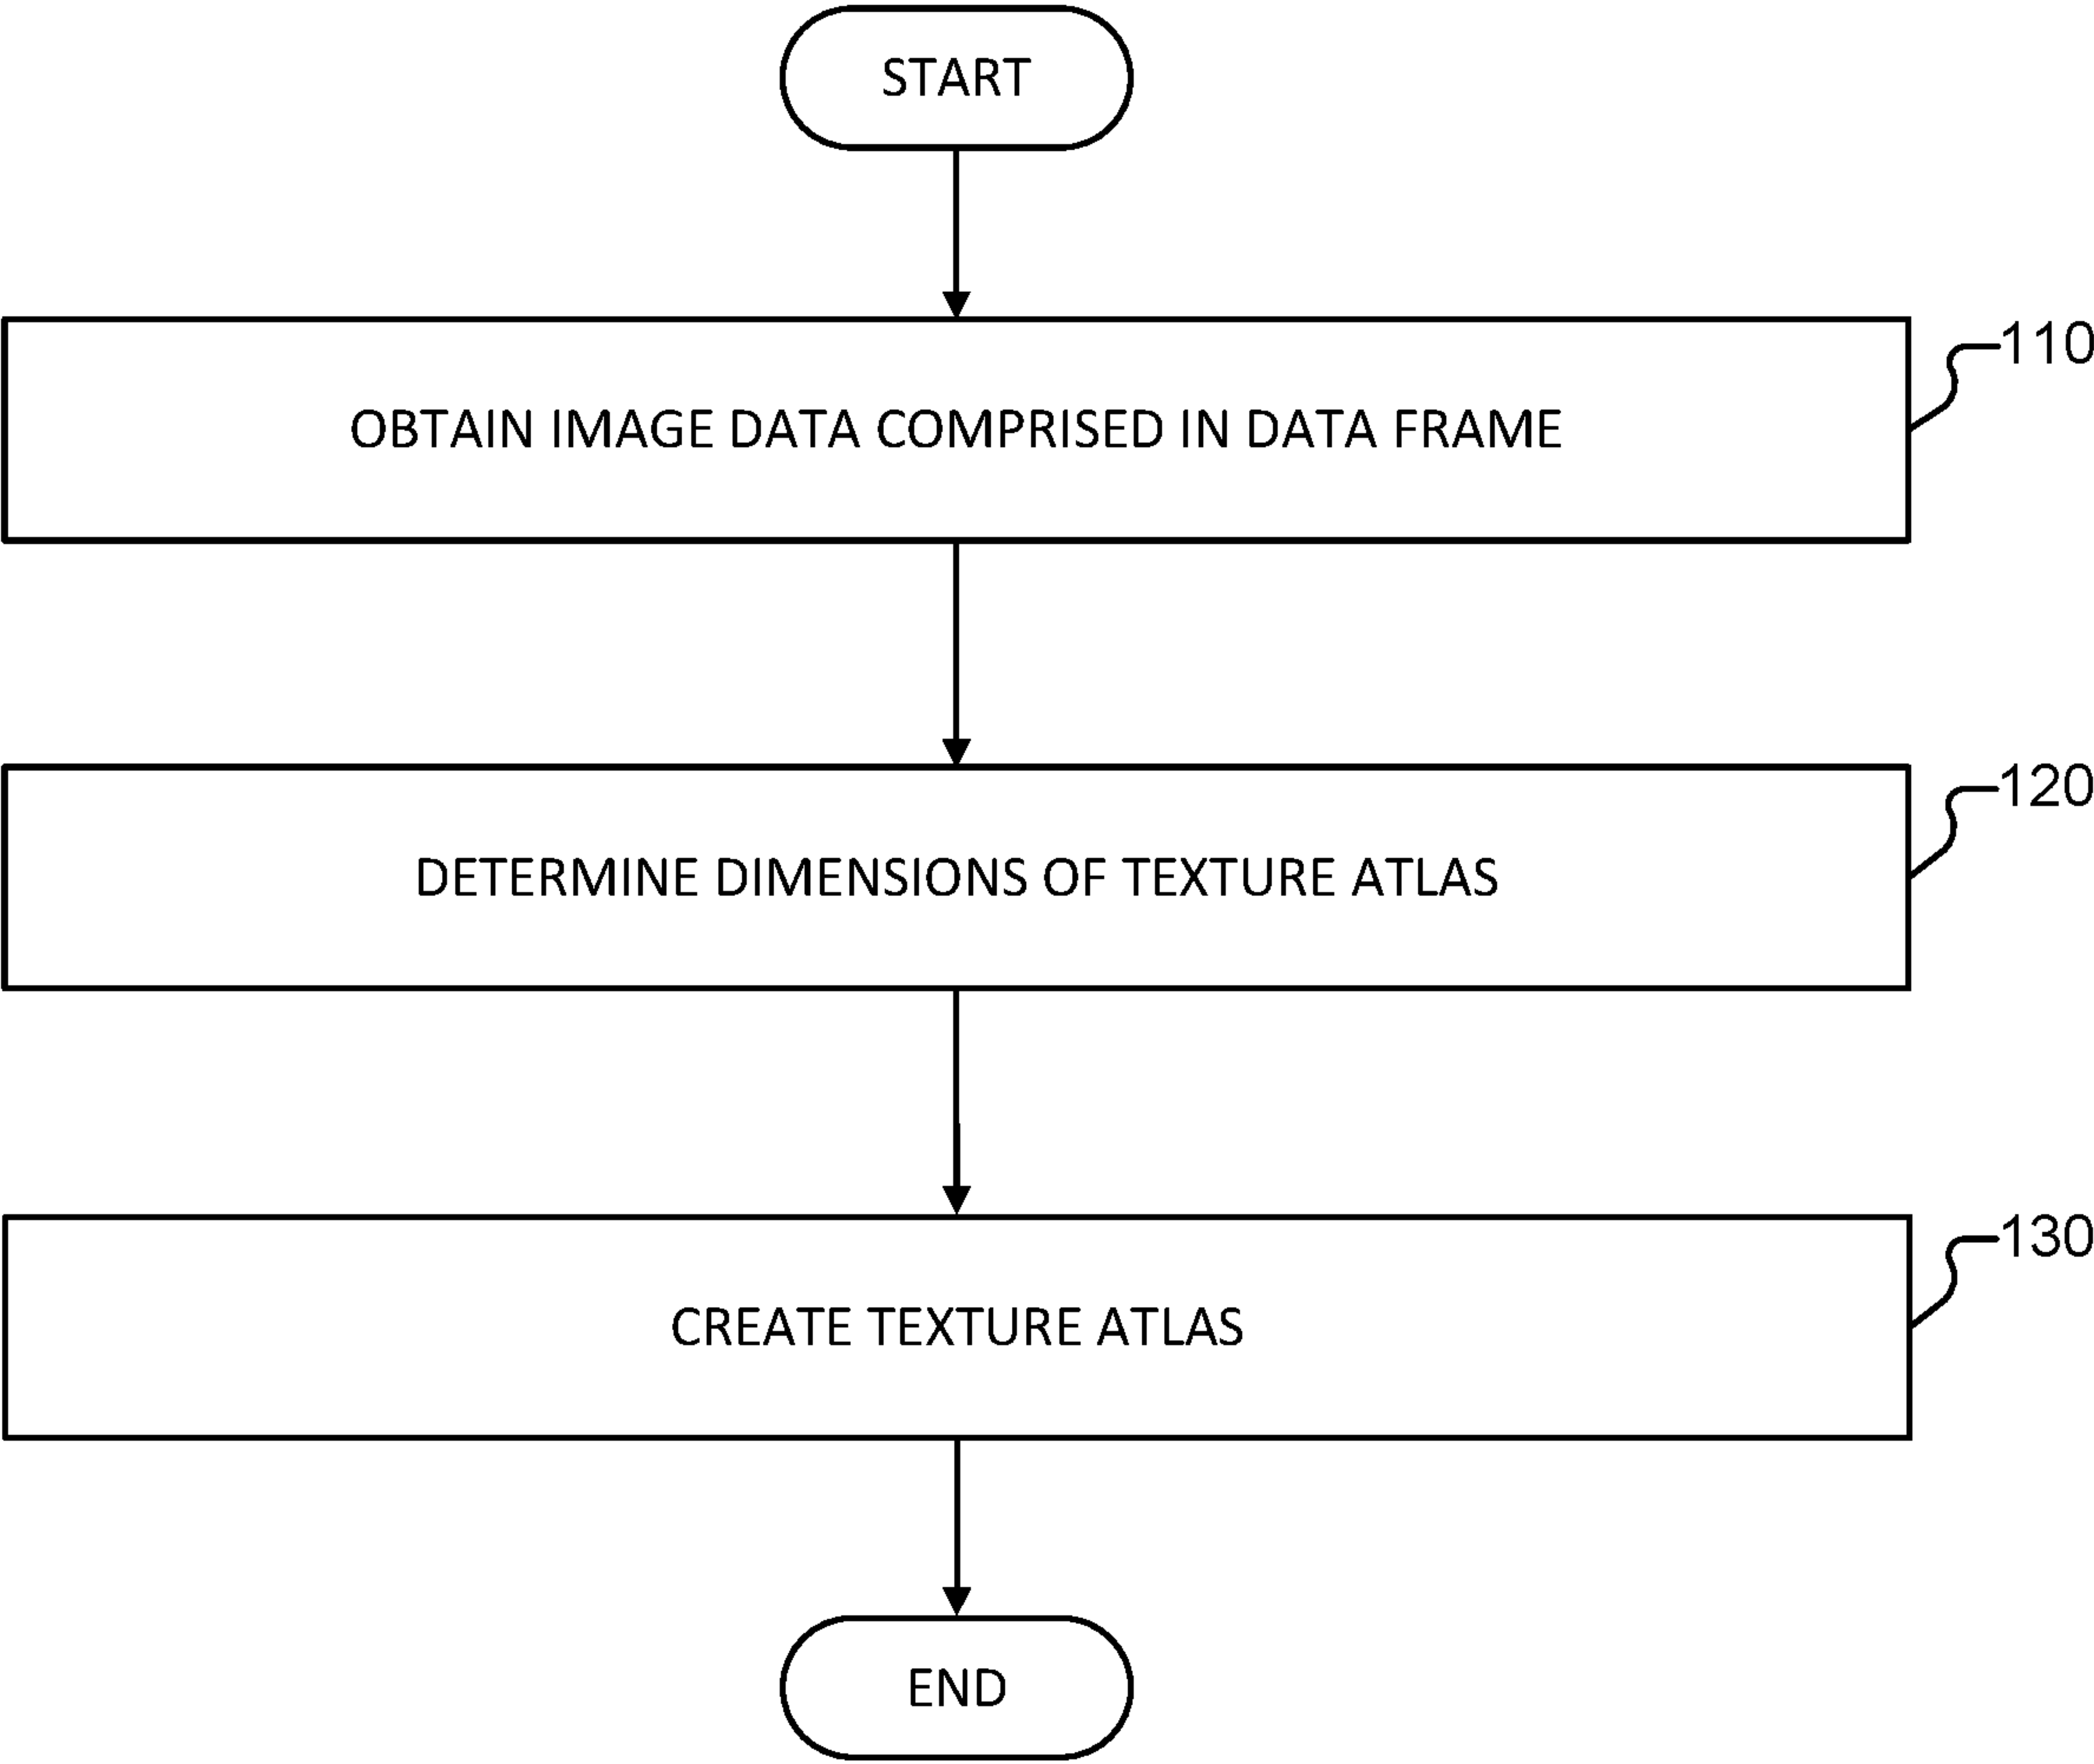 START
OBTAIN IMAGE DATA COMPRISED IN DATA FRAME
110
DETERMINE DIMENSIONS OF TEXTURE ATLAS
120
CREATE TEXTURE ATLAS
130
END